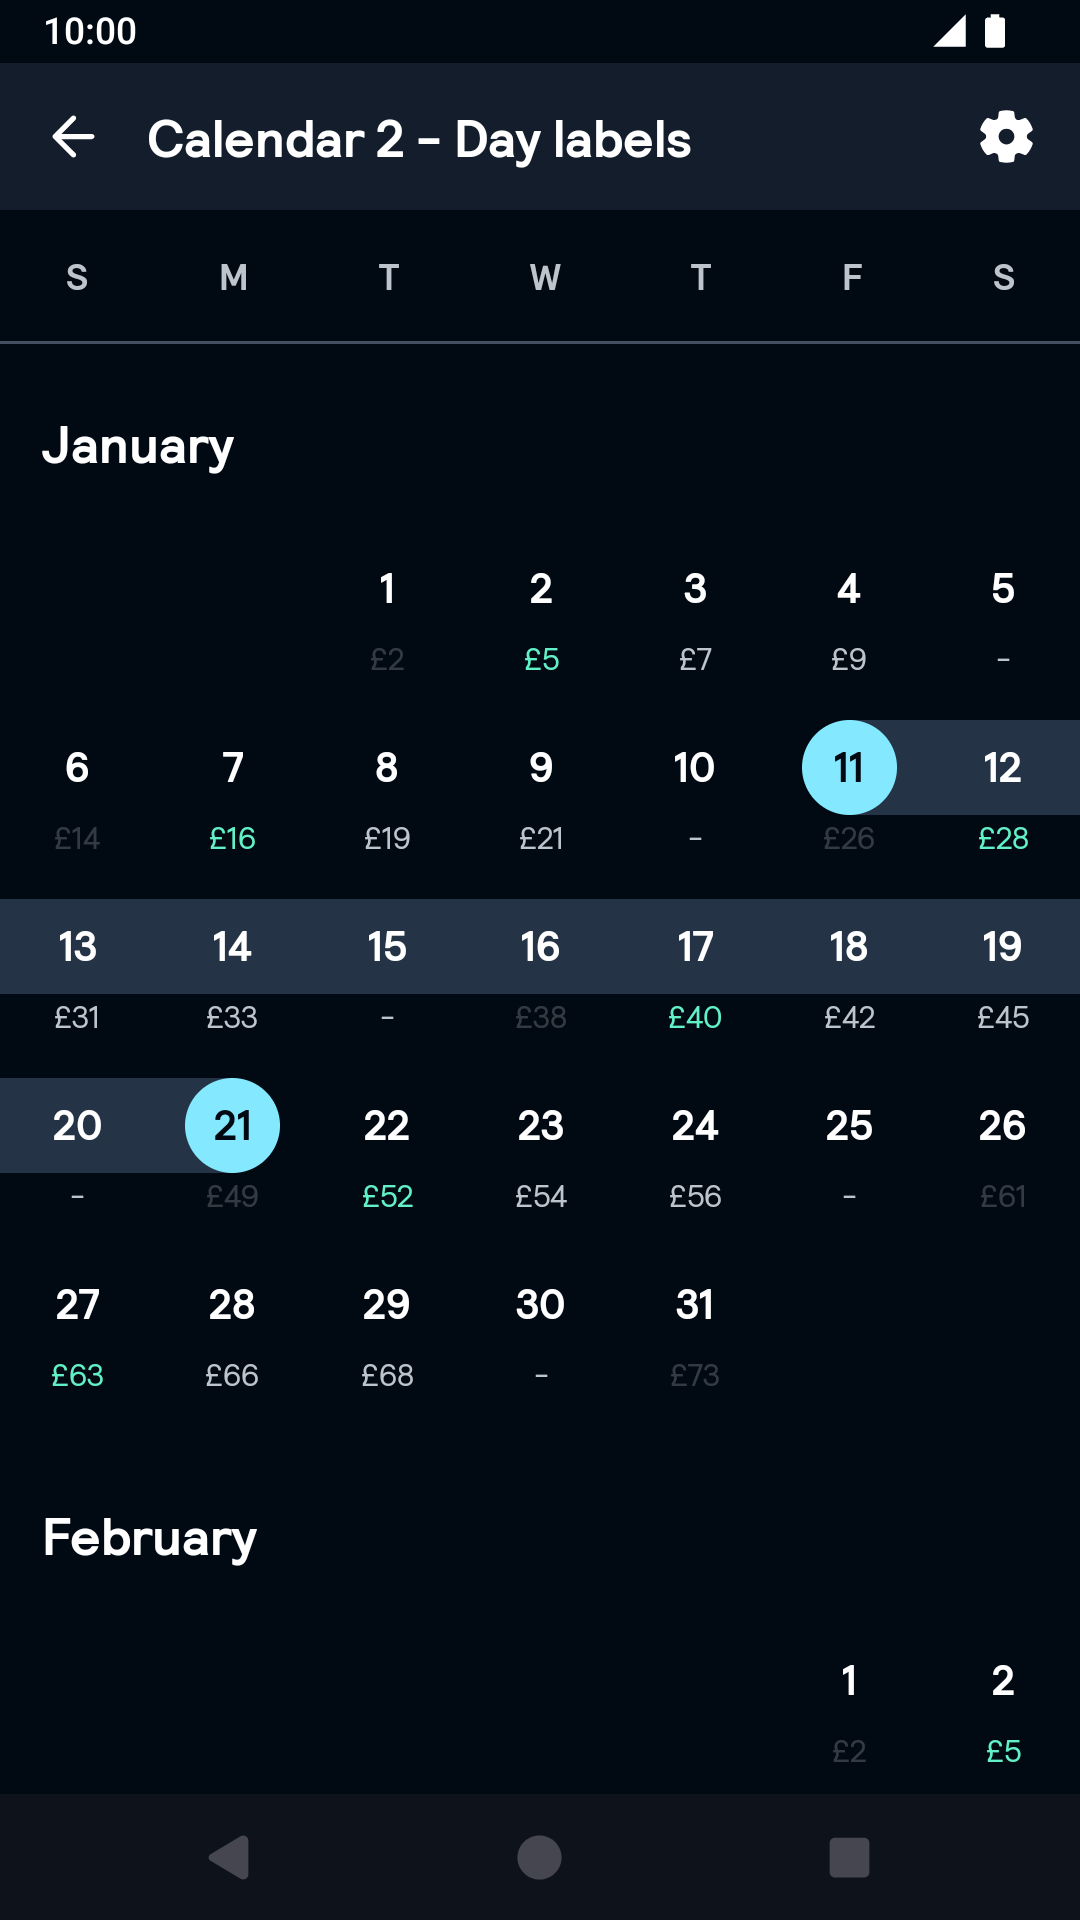 10:00
Calendar 2 - Day labels
S M T W T F S
January
1 2 3 4 5
£2 £5 £7 £9 -
6 7 8 9 10 11 12
£14 £16 £19 £21 - £26 £28
13 14 15 16 17 18 19
£31 £33 - £38 £40 £42 £45
20 21 22 23 24 25 26
- £49 £52 £54 £56 - £61
27 28 29 30 31
£63 £66 £68 - £73
February
1 2
£2 £5